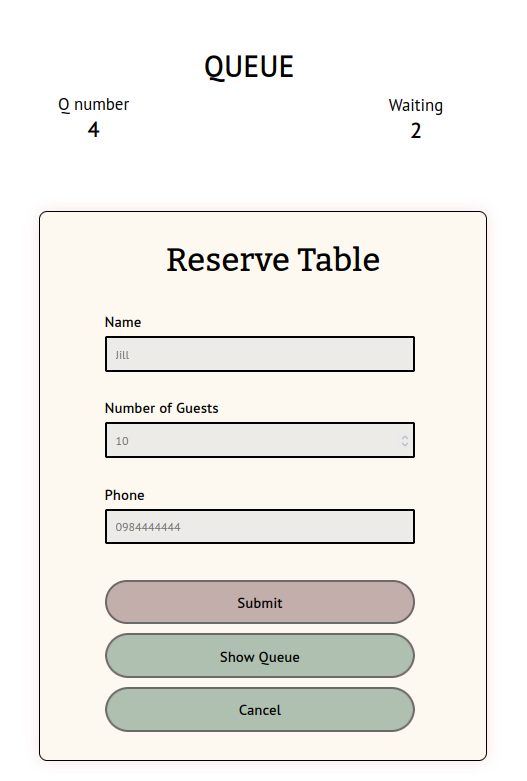 QUEUE
Q number
Waiting
4
2
Reserve Table
Name
Jill
Number of Guests
10
Phone
0984444444
Submit
Show Queue
Cancel